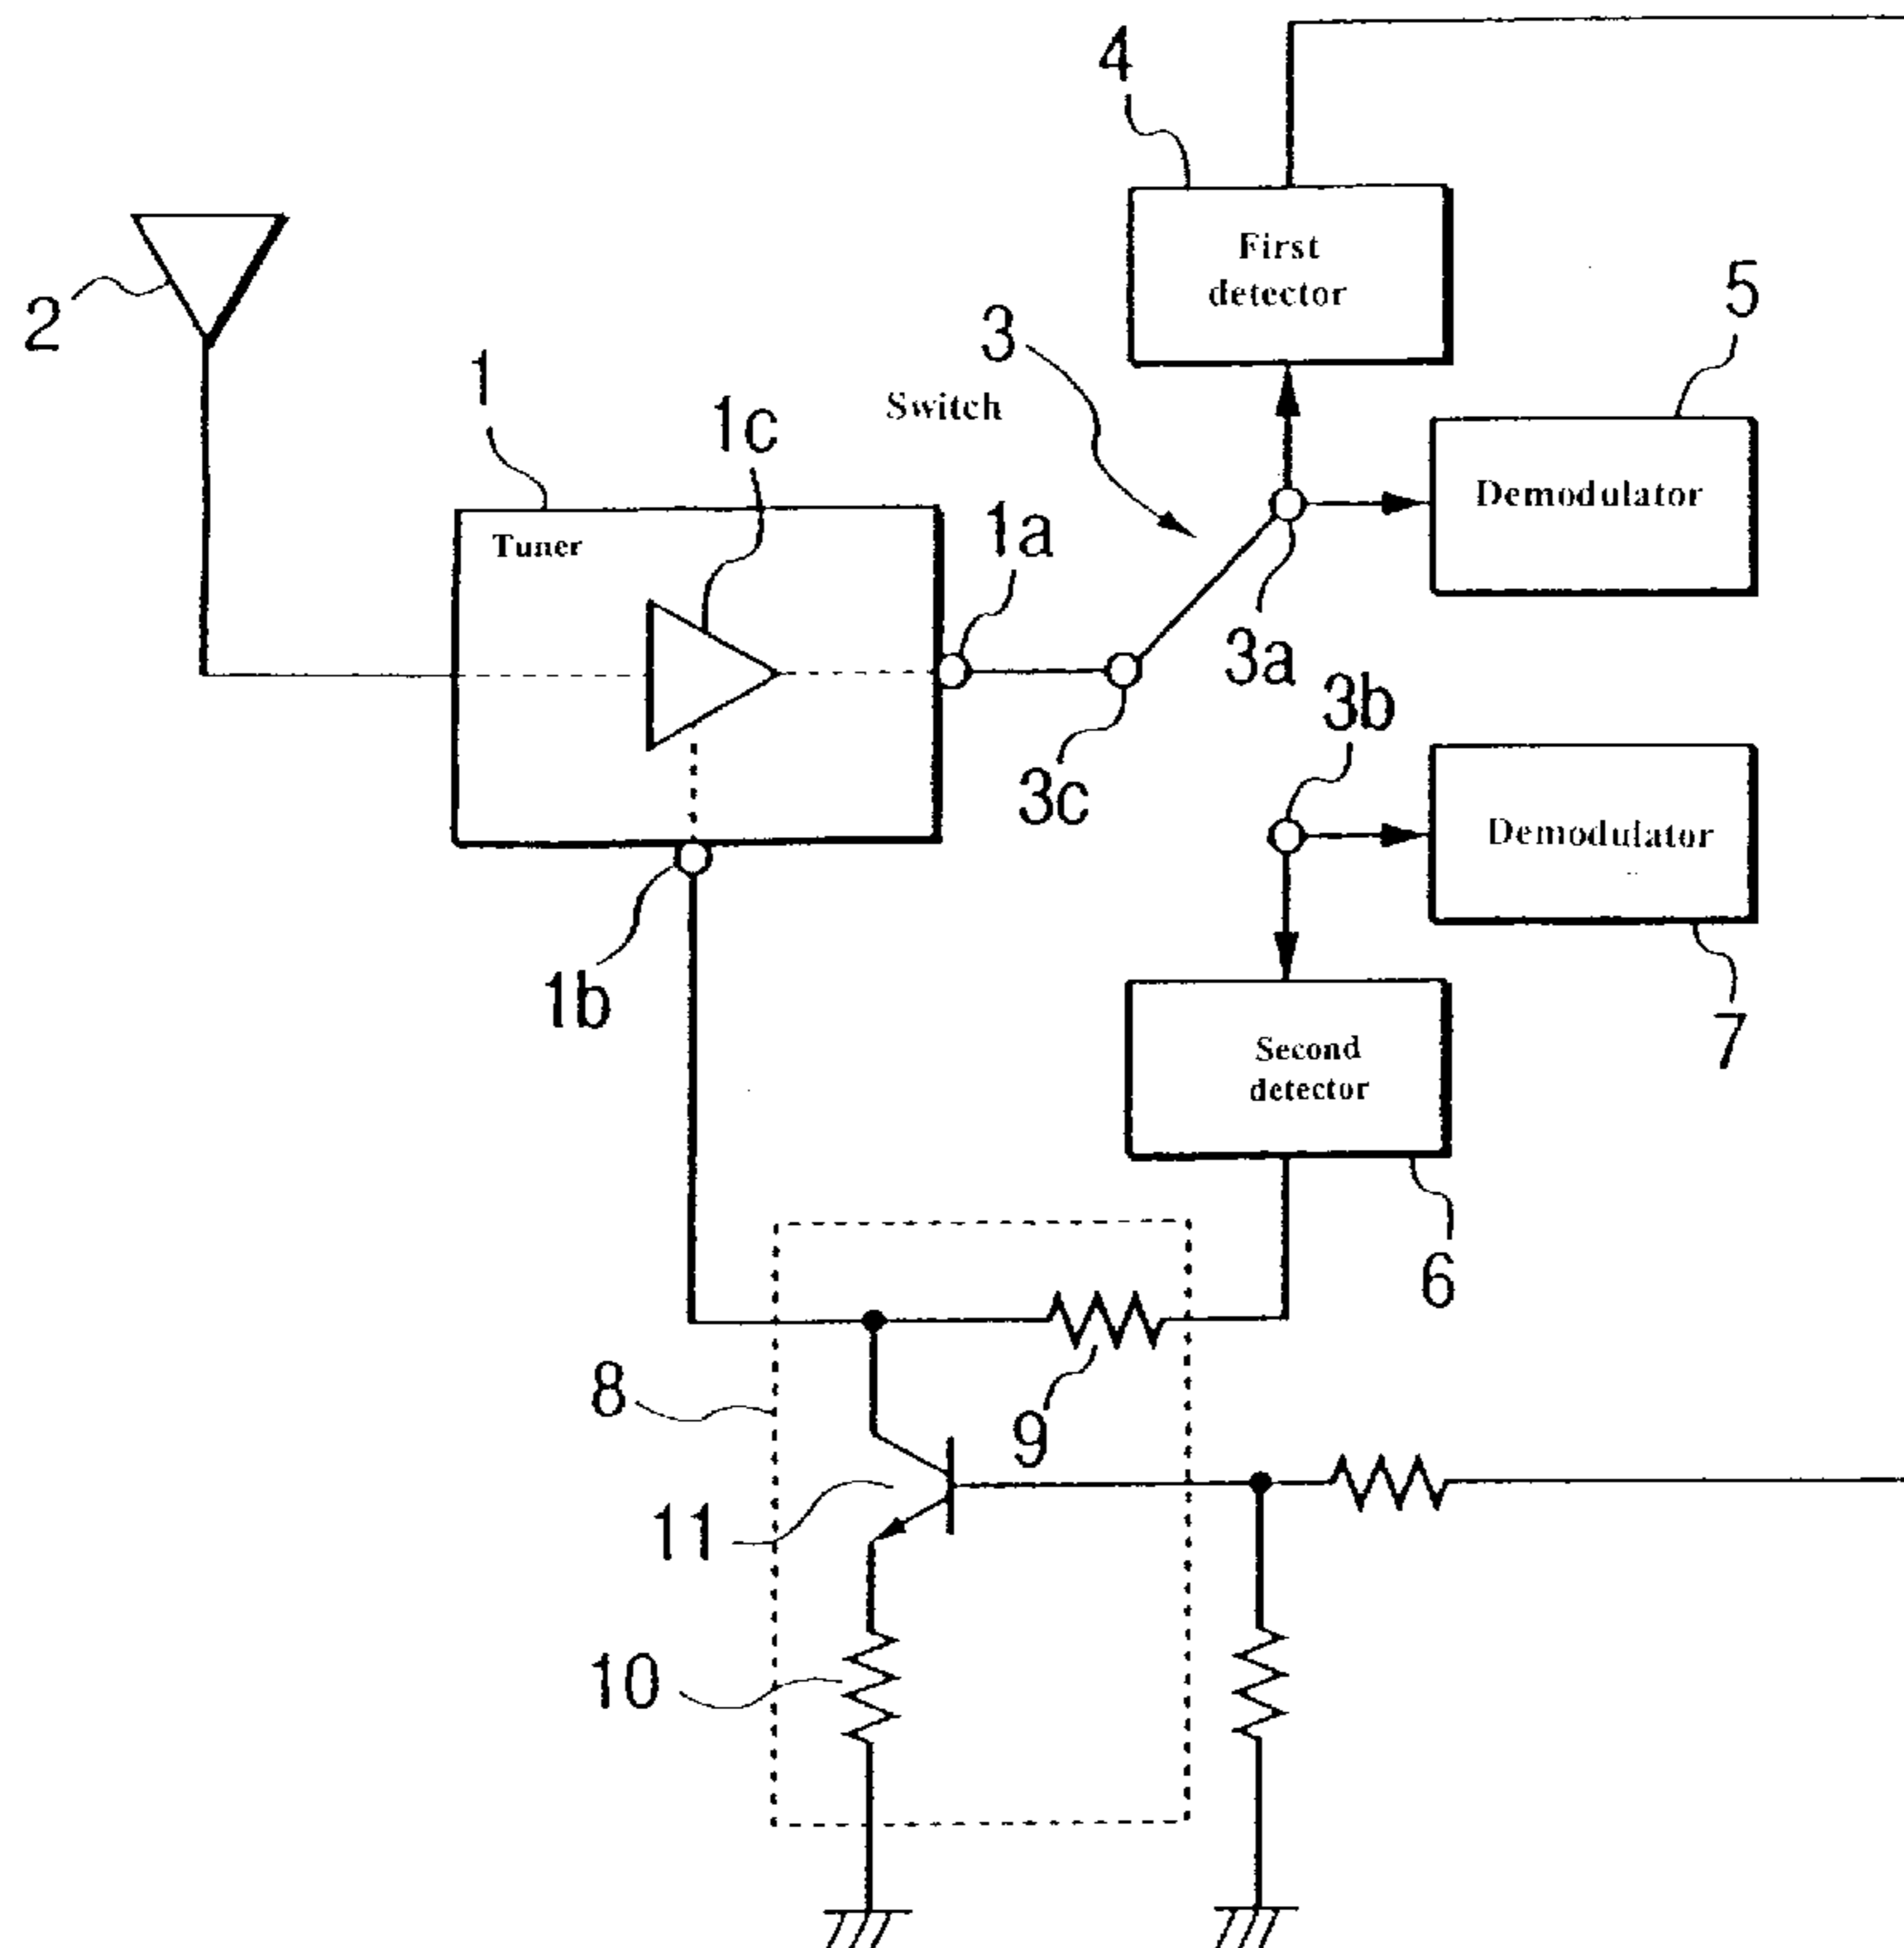 4
First
detector
2
5
3
1
Switch
1c
Demodulator
Tuner
1a
3a
3b
3c
Demodulator
1b
7
Second
detector
6
8
9
11
10